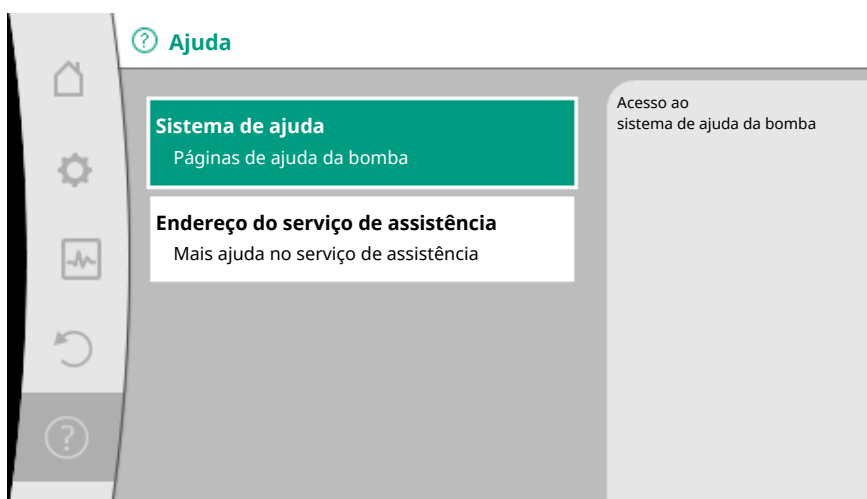 Ajuda
Sistema de ajuda
Páginas de ajuda da bomba
Endereço do serviço de assistência
Mais ajuda no serviço de assistência
Acesso ao
sistema de ajuda da bomba